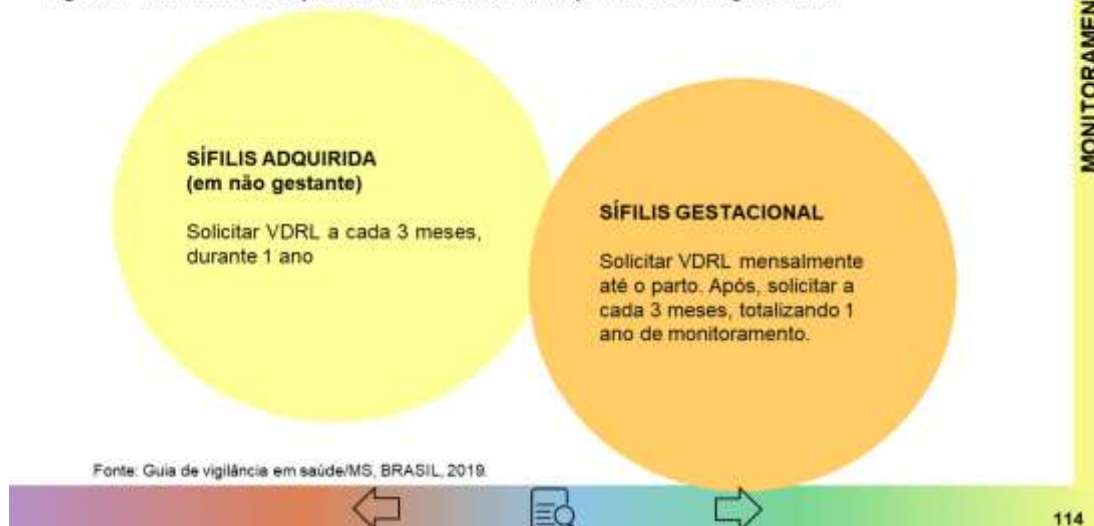 SÍFILIS ADQUIRIDA
(em não gestante)
Solicitar VDRL a cada 3 meses,
durante 1 ano
SÍFILIS GESTACIONAL
Solicitar VDRL mensalmente
até o parto. Após, solicitar a
cada 3 meses, totalizando 1
ano de monitoramento.
Fonte: Guia de vigilância em saúde/MS, BRASIL, 2019.
114